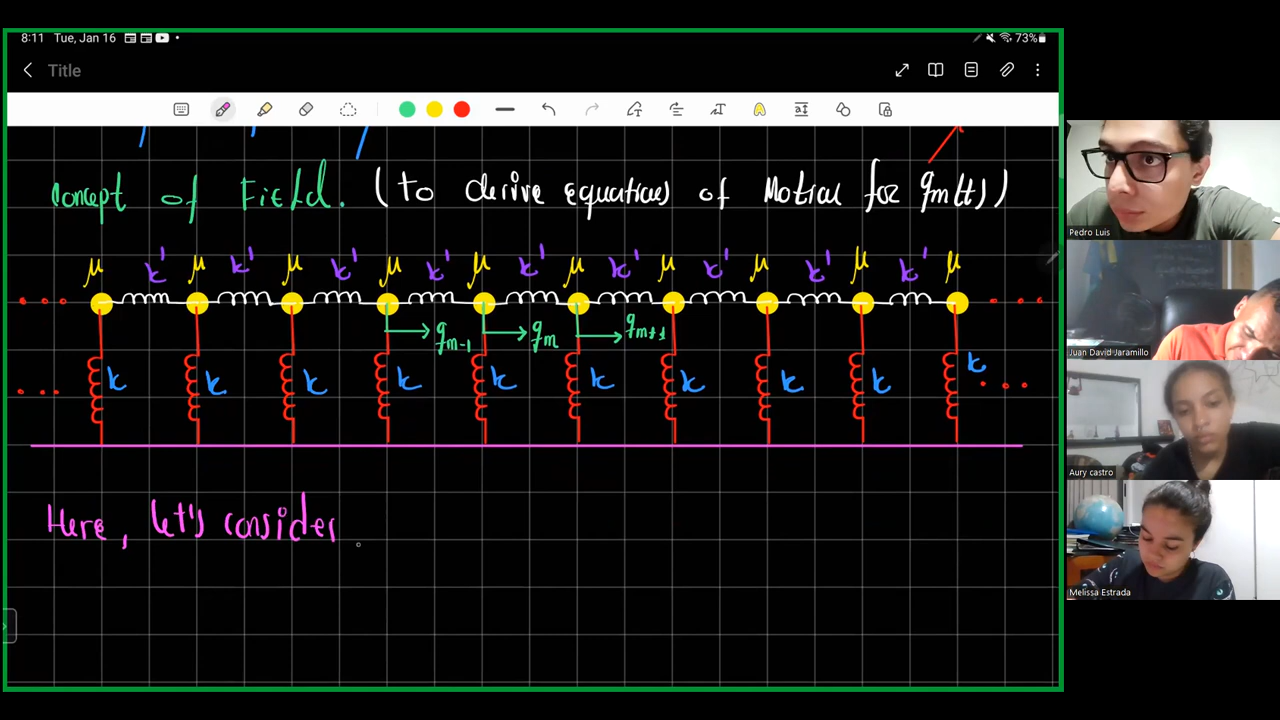 8:11 Tue, Jan 16 73%
Title
Concept of Field. (to derive equations of Motion for qm(t))
μ k' μ k' μ k' μ k' μ k' μ k' μ k' μ k' μ k' μ
qm-1 qm qm+1
k k k k k k k k k k
Here, let's consider
Pedro Luis
Juan David Jaramillo
Aury castro
Melissa Estrada